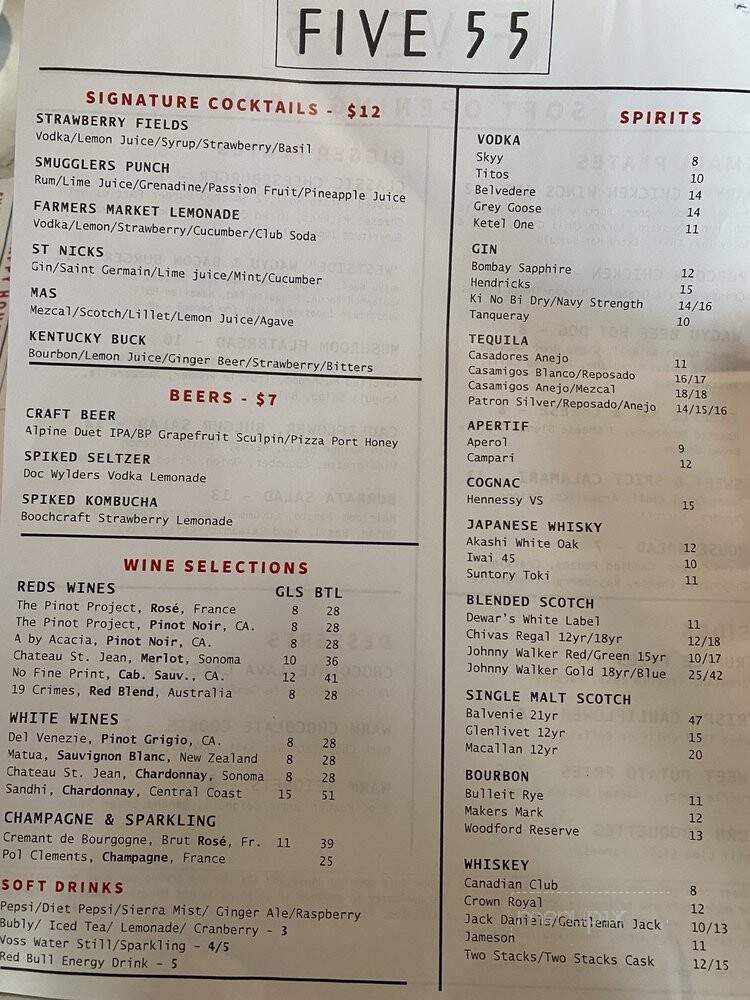 FIVE 55
SIGNATURE COCKTAILS - $12
STRAWBERRY FIELDS
Vodka/Lemon Juice/Syrup/Strawberry/Basil
SMUGGLERS PUNCH
Rum/Lime Juice/Grenadine/Passion Fruit/Pineapple Juice
FARMERS MARKET LEMONADE
Vodka/Lemon/Strawberry/Cucumber/Club Soda
ST NICKS
Gin/Saint Germain/Lime juice/Mint/Cucumber
MAS
Mezcal/Scotch/Lillet/Lemon Juice/Agave
KENTUCKY BUCK
Bourbon/Lemon Juice/Ginger Beer/Strawberry/Bitters
BEERS - $7
CRAFT BEER
Alpine Duet IPA/BP Grapefruit Sculpin/Pizza Port Honey
SPIKED SELTZER
Doc Wylders Vodka Lemonade
SPIKED KOMBUCHA
Boochcraft Strawberry Lemonade
WINE SELECTIONS
REDS WINES GLS BTL
The Pinot Project, Rosé, France 8 28
The Pinot Project, Pinot Noir, CA. 8 28
A by Acacia, Pinot Noir, CA. 8 28
Chateau St. Jean, Merlot, Sonoma 10 36
No Fine Print, Cab. Sauv., CA. 12 41
19 Crimes, Red Blend, Australia 8 28
WHITE WINES
Del Venezie, Pinot Grigio, CA. 8 28
Matua, Sauvignon Blanc, New Zealand 8 28
Chateau St. Jean, Chardonnay, Sonoma 8 28
Sandhi, Chardonnay, Central Coast 15 51
CHAMPAGNE & SPARKLING
Cremant de Bourgogne, Brut Rosé, Fr. 11 39
Pol Clements, Champagne, France 25
SOFT DRINKS
Pepsi/Diet Pepsi/Sierra Mist/ Ginger Ale/Raspberry
Bubly/ Iced Tea/ Lemonade/ Cranberry - 3
Voss Water Still/Sparkling - 4/5
Red Bull Energy Drink - 5
SPIRITS
VODKA
Skyy 8
Titos 10
Belvedere 14
Grey Goose 14
Ketel One 11
GIN
Bombay Sapphire 12
Hendricks 15
Ki No Bi Dry/Navy Strength 14/16
Tanqueray 10
TEQUILA
Casadores Anejo 11
Casamigos Blanco/Reposado 16/17
Casamigos Anejo/Mezcal 18/18
Patron Silver/Reposado/Anejo 14/15/16
APERTIF
Aperol 9
Campari 12
COGNAC
Hennessy VS 15
JAPANESE WHISKY
Akashi White Oak 12
Iwai 45 10
Suntory Toki 11
BLENDED SCOTCH
Dewar's White Label 11
Chivas Regal 12yr/18yr 12/18
Johnny Walker Red/Green 15yr 10/17
Johnny Walker Gold 18yr/Blue 25/42
SINGLE MALT SCOTCH
Balvenie 21yr 47
Glenlivet 12yr 15
Macallan 12yr 20
BOURBON
Bulleit Rye 11
Makers Mark 12
Woodford Reserve 13
WHISKEY
Canadian Club 8
Crown Royal 12
Jack Daniels/Gentleman Jack 10/13
Jameson 11
Two Stacks/Two Stacks Cask 12/15